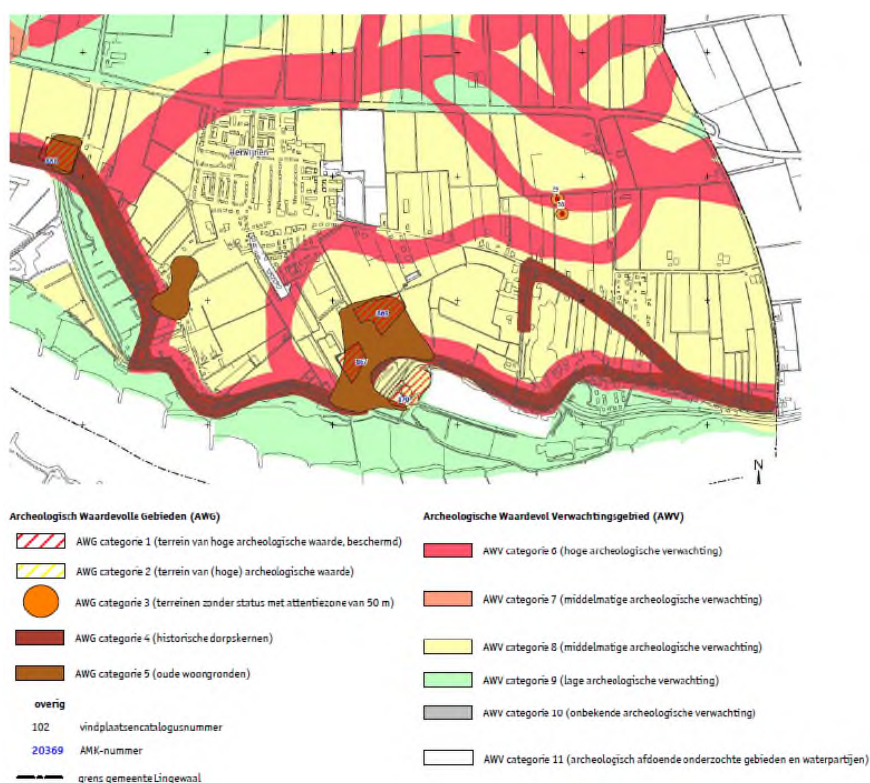 Herwijnen
N
Archeologisch Waardevolle Gebieden (AWG)
AWG categorie 1 (terrein van hoge archeologische waarde, beschermd)
AWG categorie 2 (terrein van (hoge) archeologische waarde)
AWG categorie 3 (terreinen zonder status met attentiezone van 50 m)
AWG categorie 4 (historische dorpskernen)
AWG categorie 5 (oude woongronden)
overig
102 vindplaatsencatalogusnummer
20369 AMK-nummer
grens gemeente Lingewaal
Archeologische Waardevol Verwachtingsgebied (AWV)
AWV categorie 6 (hoge archeologische verwachting)
AWV categorie 7 (middelmatige archeologische verwachting)
AWV categorie 8 (middelmatige archeologische verwachting)
AWV categorie 9 (lage archeologische verwachting)
AWV categorie 10 (onbekende archeologische verwachting)
AWV categorie 11 (archeologisch afdoende onderzochte gebieden en waterpartijen)